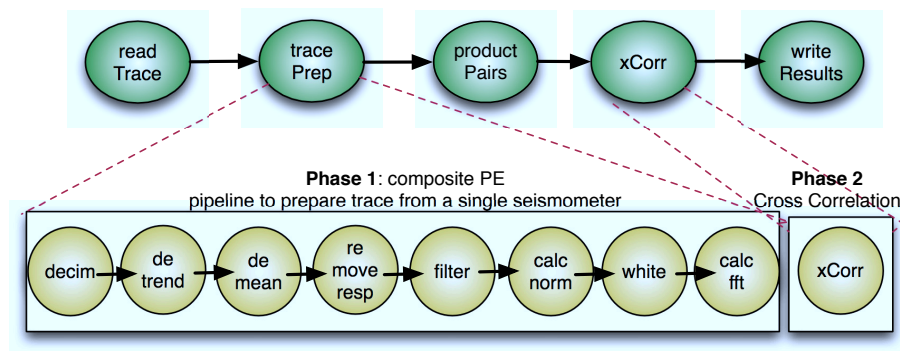 read
Trace
trace
Prep
product
Pairs
xCorr
write
Results
Phase 1: composite PE
pipeline to prepare trace from a single seismometer
Phase 2
Cross Correlation
decim
de
trend
de
mean
re
move
resp
filter
calc
norm
white
calc
fft
xCorr